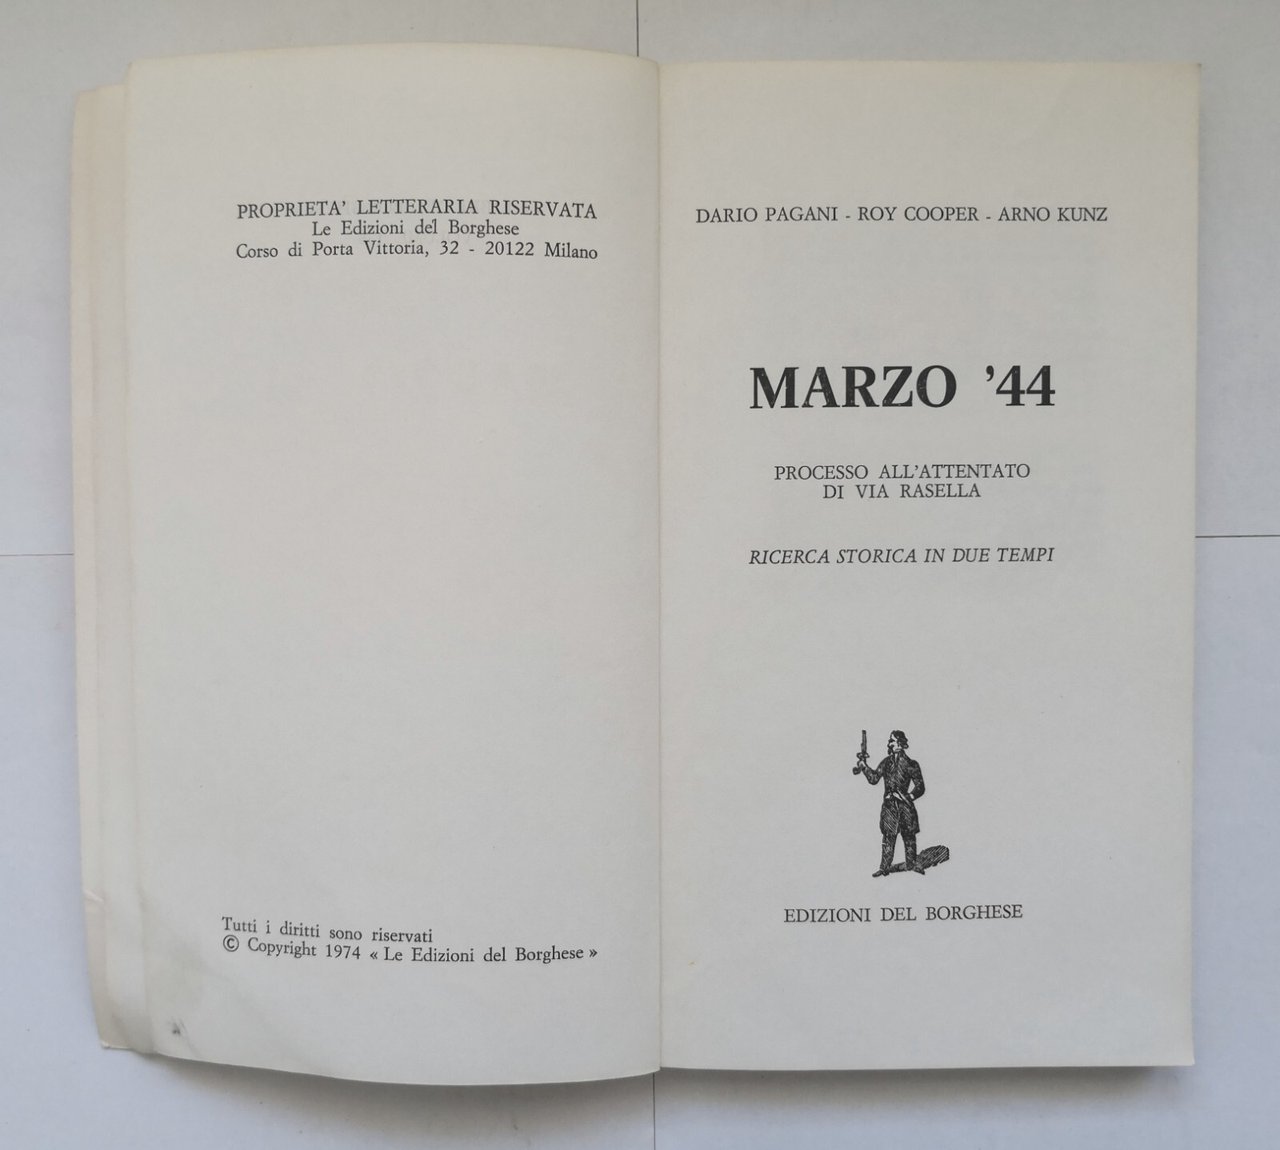 PROPRIETA' LETTERARIA RISERVATA
Le Edizioni del Borghese
Corso di Porta Vittoria, 32 - 20122 Milano
Tutti i diritti sono riservati
© Copyright 1974 « Le Edizioni del Borghese »
DARIO PAGANI - ROY COOPER - ARNO KUNZ
MARZO '44
PROCESSO ALL'ATTENTATO
DI VIA RASELLA
RICERCA STORICA IN DUE TEMPI
EDIZIONI DEL BORGHESE